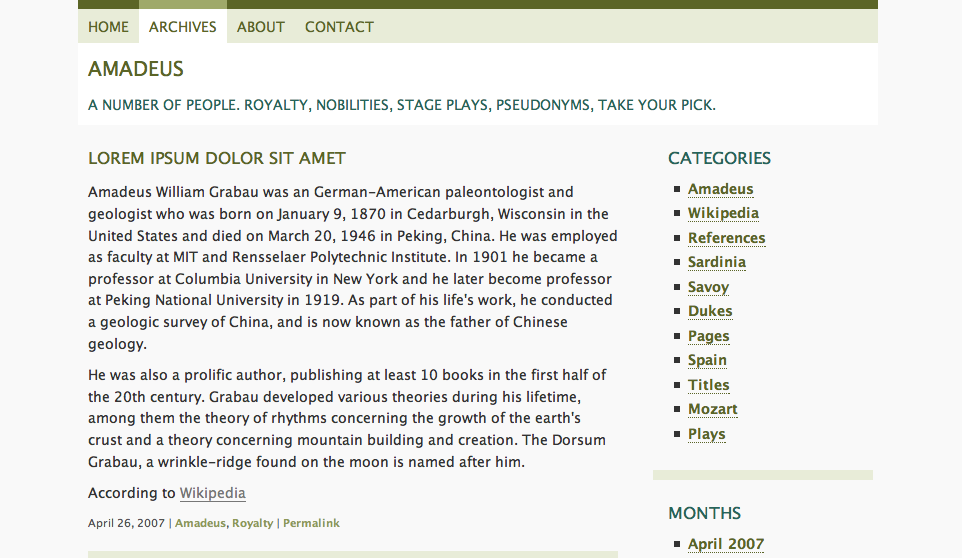 HOME ARCHIVES ABOUT CONTACT
AMADEUS
A NUMBER OF PEOPLE. ROYALTY, NOBILITIES, STAGE PLAYS, PSEUDONYMS, TAKE YOUR PICK.
LOREM IPSUM DOLOR SIT AMET
Amadeus William Grabau was an German-American paleontologist and
geologist who was born on January 9, 1870 in Cedarburgh, Wisconsin in the
United States and died on March 20, 1946 in Peking, China. He was employed
as faculty at MIT and Rensselaer Polytechnic Institute. In 1901 he became a
professor at Columbia University in New York and he later become professor
at Peking National University in 1919. As part of his life's work, he conducted
a geologic survey of China, and is now known as the father of Chinese
geology.
He was also a prolific author, publishing at least 10 books in the first half of
the 20th century. Grabau developed various theories during his lifetime,
among them the theory of rhythms concerning the growth of the earth's
crust and a theory concerning mountain building and creation. The Dorsum
Grabau, a wrinkle-ridge found on the moon is named after him.
According to Wikipedia
April 26, 2007 | Amadeus, Royalty | Permalink
CATEGORIES
Amadeus
Wikipedia
References
Sardinia
Savoy
Dukes
Pages
Spain
Titles
Mozart
Plays
MONTHS
April 2007